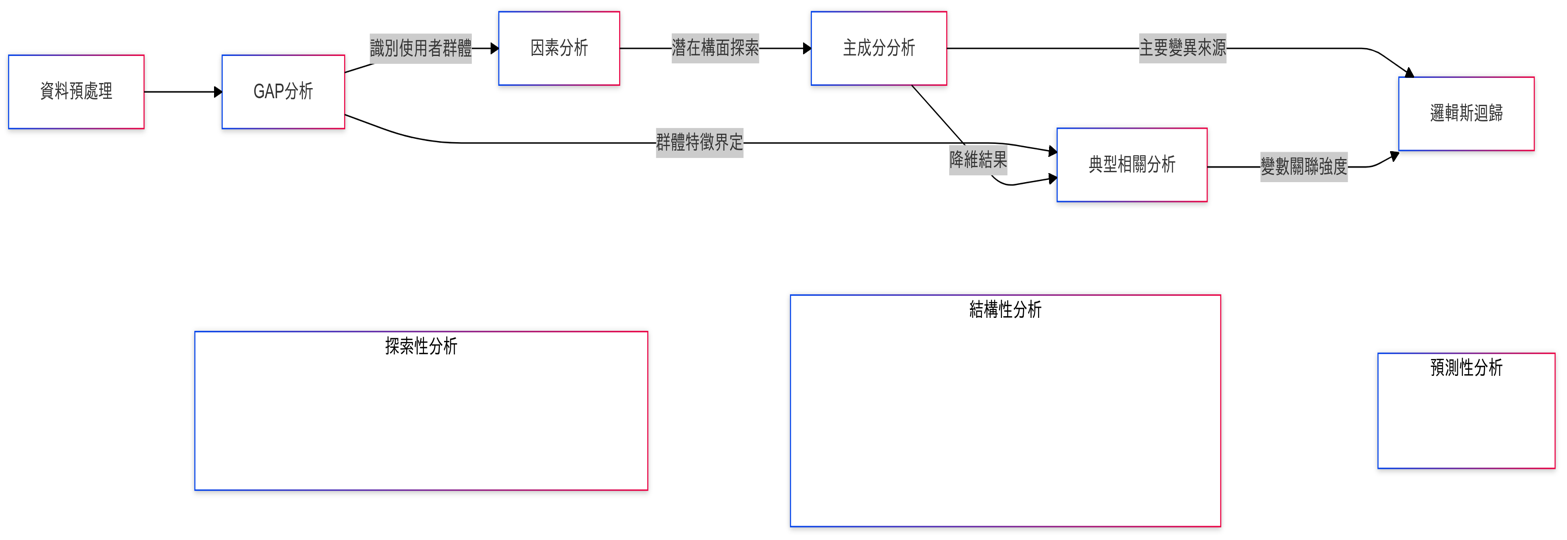 資料預處理
GAP分析
識別使用者群體
因素分析
潛在構面探索
主成分分析
主要變異來源
邏輯斯迴歸
群體特徵界定
降維結果
典型相關分析
變數關聯強度
探索性分析
結構性分析
預測性分析